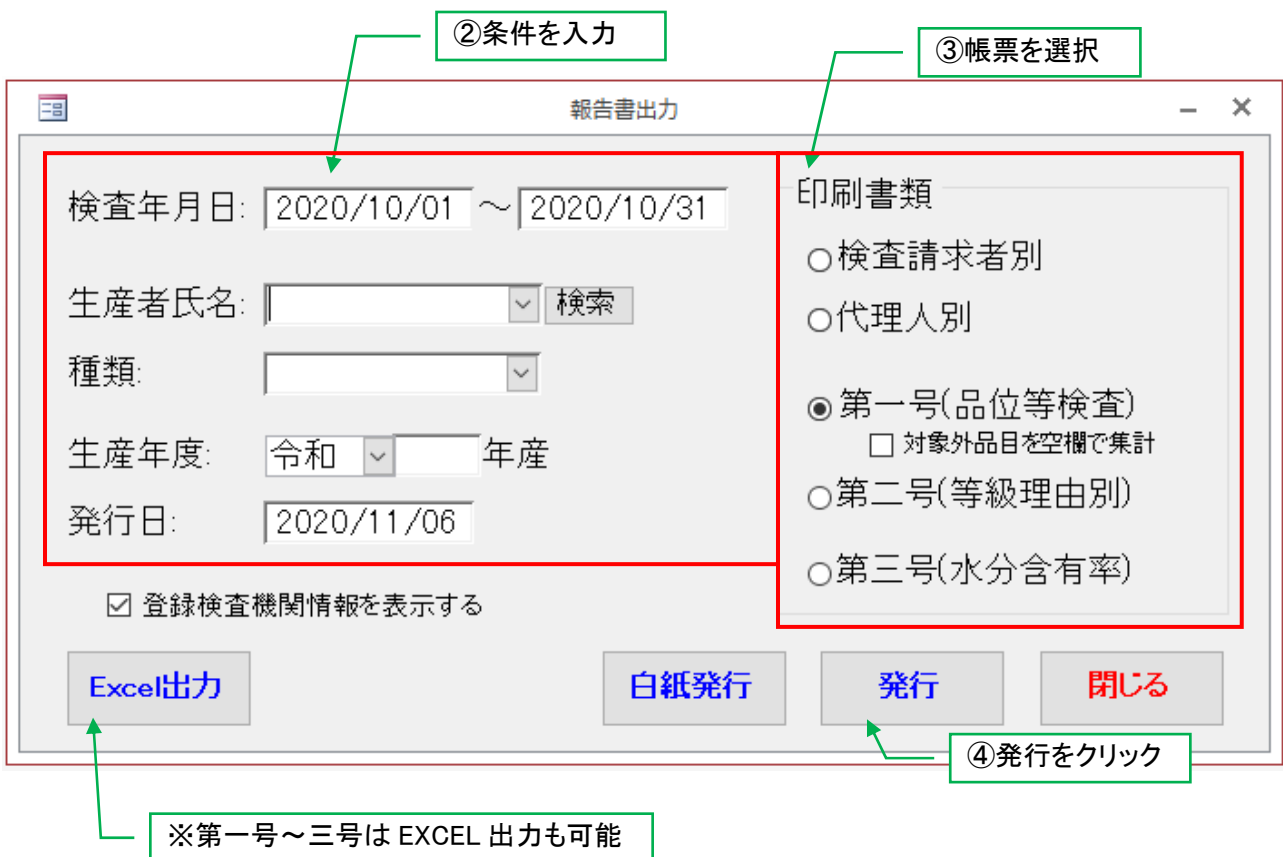 ②条件を入力
③帳票を選択
報告書出力
検査年月日: 2020/10/01 ～ 2020/10/31
生産者氏名: 検索
種類:
生産年度: 令和 年産
発行日: 2020/11/06
登録検査機関情報を表示する
印刷書類
検査請求者別
代理人別
第一号(品位等検査)
対象外品目を空欄で集計
第二号(等級理由別)
第三号(水分含有率)
Excel出力 白紙発行 発行 閉じる
④発行をクリック
※第一号～三号は EXCEL 出力も可能